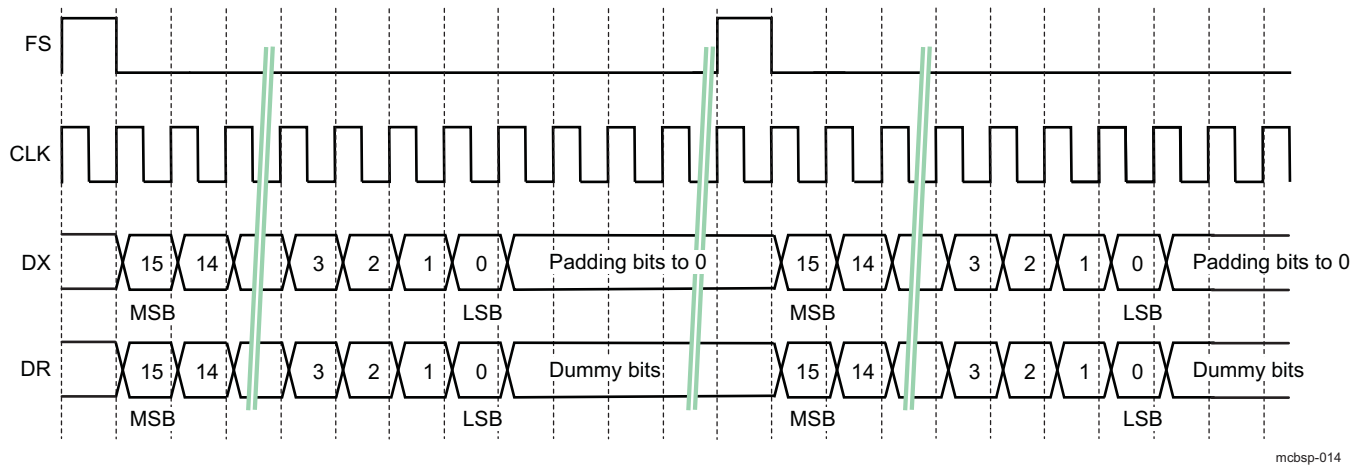 FS
CLK
DX 15 14 3 2 1 0 Padding bits to 0 15 14 3 2 1 0 Padding bits to 0
MSB LSB MSB LSB
DR 15 14 3 2 1 0 Dummy bits 15 14 3 2 1 0 Dummy bits
MSB LSB MSB LSB
mcbsp-014